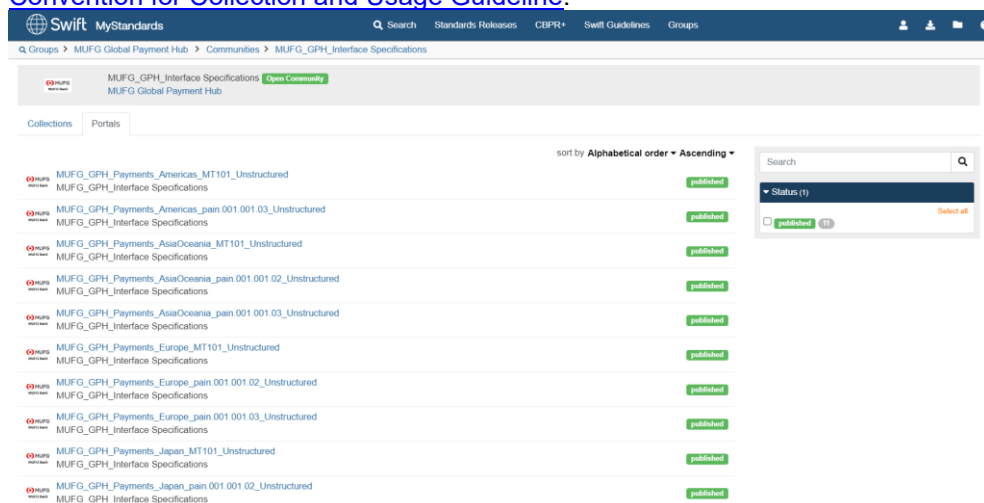 Convention for Collection and Usage Guideline.
Swift MyStandards
Search Standards Releases CBPR+ Swift Guidelines Groups
Groups > MUFG Global Payment Hub > Communities > MUFG_GPH_Interface Specifications
MUFG
MUFG_GPH_Interface Specifications Open Community
MUFG Global Payment Hub
Collections Portals
sort by Alphabetical order Ascending
Search
Status (1)
Select all
published 11
MUFG_GPH_Payments_Americas_MT101_Unstructured
MUFG_GPH_Interface Specifications
published
MUFG_GPH_Payments_Americas_pain.001.001.03_Unstructured
MUFG_GPH_Interface Specifications
published
MUFG_GPH_Payments_AsiaOceania_MT101_Unstructured
MUFG_GPH_Interface Specifications
published
MUFG_GPH_Payments_AsiaOceania_pain.001.001.02_Unstructured
MUFG_GPH_Interface Specifications
published
MUFG_GPH_Payments_AsiaOceania_pain.001.001.03_Unstructured
MUFG_GPH_Interface Specifications
published
MUFG_GPH_Payments_Europe_MT101_Unstructured
MUFG_GPH_Interface Specifications
published
MUFG_GPH_Payments_Europe_pain.001.001.02_Unstructured
MUFG_GPH_Interface Specifications
published
MUFG_GPH_Payments_Europe_pain.001.001.03_Unstructured
MUFG_GPH_Interface Specifications
published
MUFG_GPH_Payments_Japan_MT101_Unstructured
MUFG_GPH_Interface Specifications
published
MUFG_GPH_Payments_Japan_pain.001.001.02_Unstructured
MUFG_GPH_Interface Specifications
published